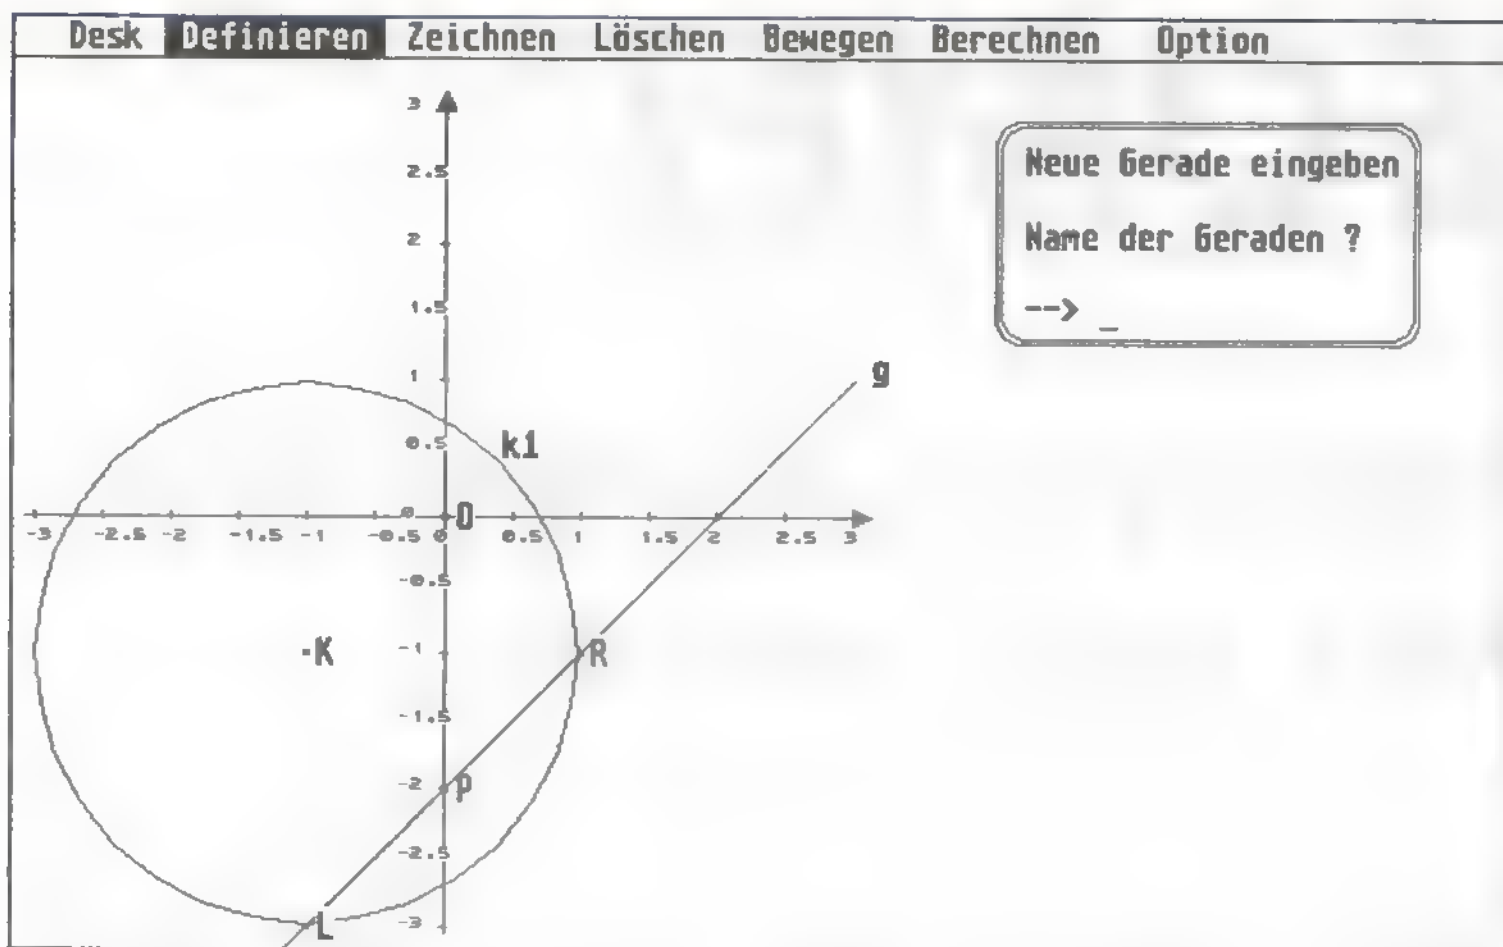 Desk Definieren Zeichnen Löschen Bewegen Berechnen Option
Neue Gerade eingeben
Name der Geraden ?
--> _
3
2.5
2
1.5
1
g
0.5
k1
0
O
-3 -2.5 -2 -1.5 -1 -0.5 0 0.5 1 1.5 2 2.5 3
-0.5
K
-1
R
-1.5
-2
P
-2.5
L
-3